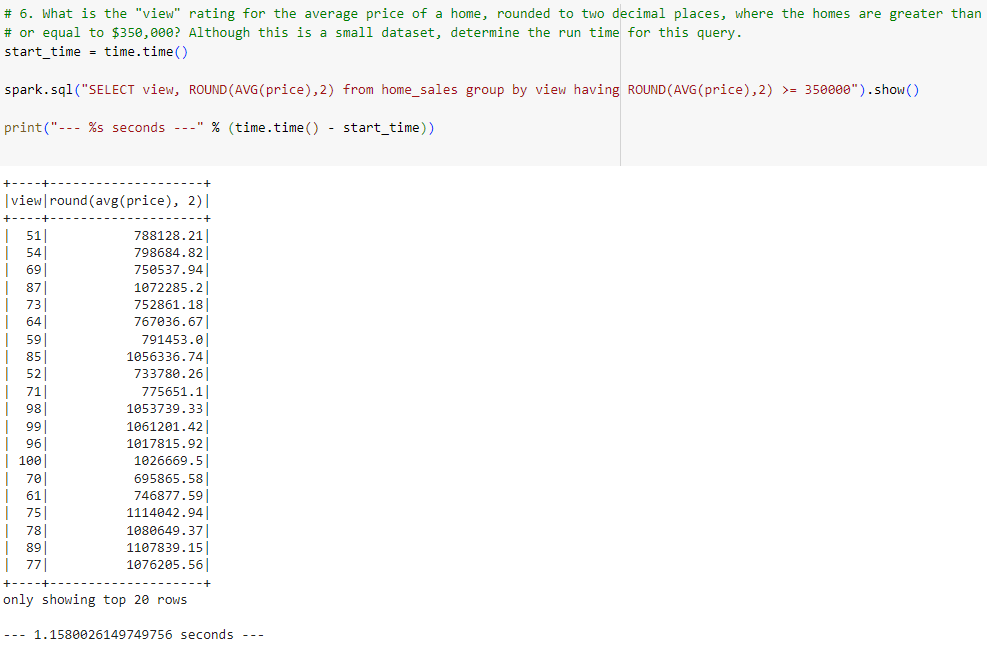 # 6. What is the "view" rating for the average price of a home, rounded to two decimal places, where the homes are greater than
# or equal to $350,000? Although this is a small dataset, determine the run time for this query.
start_time = time.time()
spark.sql("SELECT view, ROUND(AVG(price),2) from home_sales group by view having ROUND(AVG(price),2) >= 350000").show()
print("--- %s seconds ---" % (time.time() - start_time))
+----+--------------------+
|view|round(avg(price), 2)|
+----+--------------------+
|  51|           788128.21|
|  54|           798684.82|
|  69|           750537.94|
|  87|           1072285.2|
|  73|           752861.18|
|  64|           767036.67|
|  59|            791453.0|
|  85|          1056336.74|
|  52|           733780.26|
|  71|            775651.1|
|  98|          1053739.33|
|  99|          1061201.42|
|  96|          1017815.92|
| 100|           1026669.5|
|  70|           695865.58|
|  61|           746877.59|
|  75|          1114042.94|
|  78|          1080649.37|
|  89|          1107839.15|
|  77|          1076205.56|
+----+--------------------+
only showing top 20 rows
--- 1.1580026149749756 seconds ---